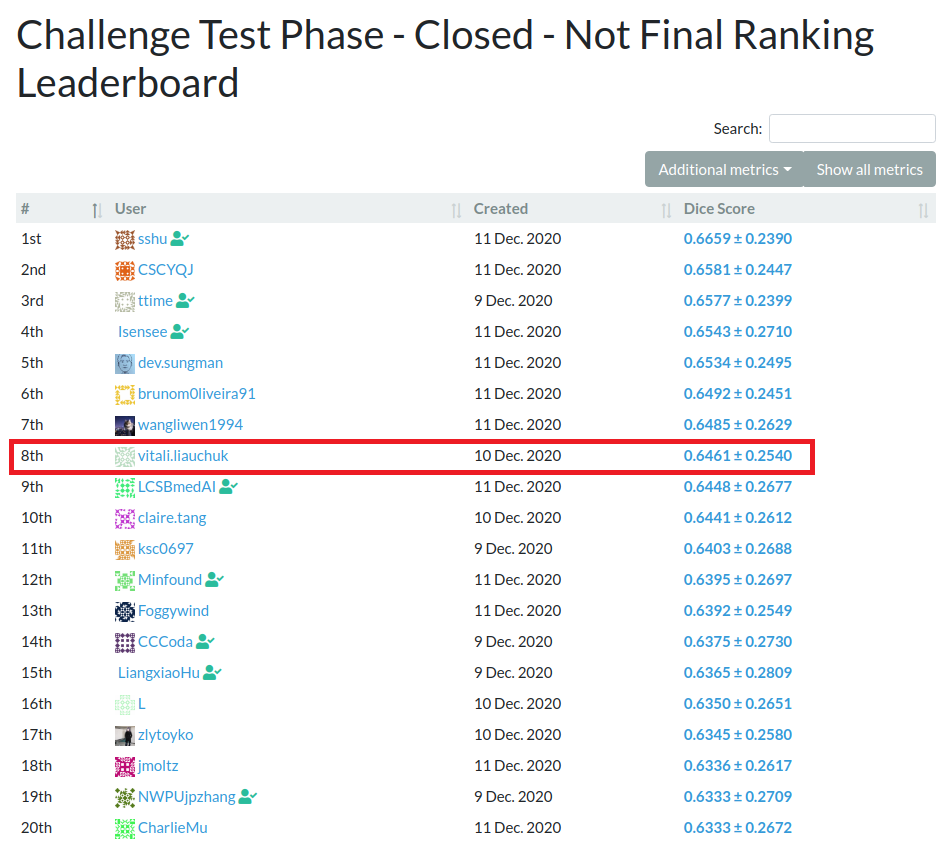 Challenge Test Phase - Closed - Not Final Ranking
Leaderboard
Search:
Additional metrics Show all metrics
# User Created Dice Score
1st sshu 11 Dec. 2020 0.6659 ± 0.2390
2nd CSCYQJ 11 Dec. 2020 0.6581 ± 0.2447
3rd ttime 9 Dec. 2020 0.6577 ± 0.2399
4th Isensee 11 Dec. 2020 0.6543 ± 0.2710
5th dev.sungman 11 Dec. 2020 0.6534 ± 0.2495
6th brunom0liveira91 11 Dec. 2020 0.6492 ± 0.2451
7th wangliwen1994 11 Dec. 2020 0.6485 ± 0.2629
8th vitali.liauchuk 10 Dec. 2020 0.6461 ± 0.2540
9th LCSBmedAI 11 Dec. 2020 0.6448 ± 0.2677
10th claire.tang 10 Dec. 2020 0.6441 ± 0.2612
11th ksc0697 9 Dec. 2020 0.6403 ± 0.2688
12th Minfound 11 Dec. 2020 0.6395 ± 0.2697
13th Foggywind 11 Dec. 2020 0.6392 ± 0.2549
14th CCCoda 9 Dec. 2020 0.6375 ± 0.2730
15th LiangxiaoHu 9 Dec. 2020 0.6365 ± 0.2809
16th L 10 Dec. 2020 0.6350 ± 0.2651
17th zlytoyko 10 Dec. 2020 0.6345 ± 0.2580
18th jmoltz 11 Dec. 2020 0.6336 ± 0.2617
19th NWPUjpzhang 9 Dec. 2020 0.6333 ± 0.2709
20th CharlieMu 11 Dec. 2020 0.6333 ± 0.2672